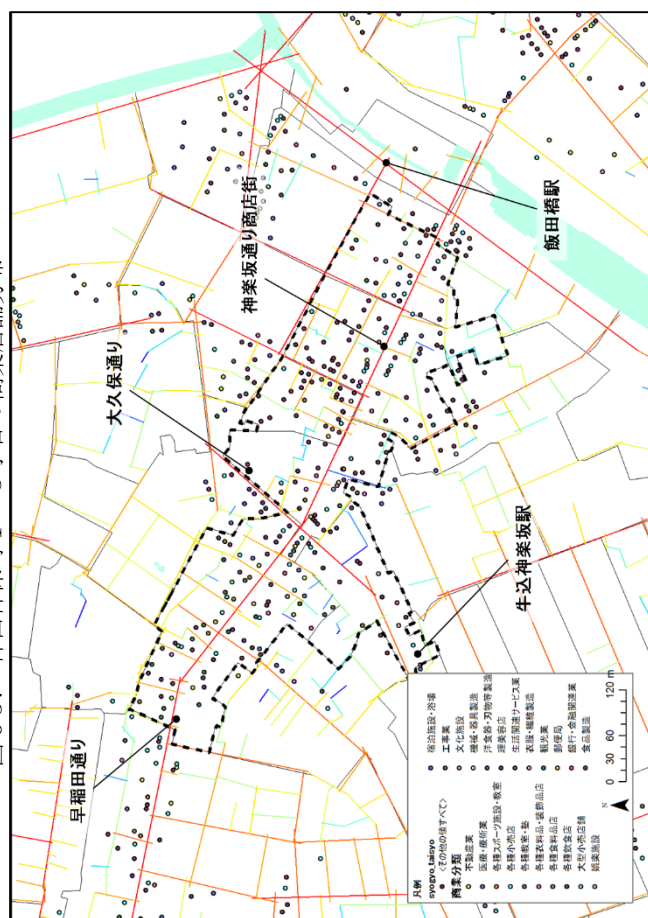 早稲田通り
大久保通り
神楽坂通り商店街
飯田橋駅
牛込神楽坂駅
凡例
syogyo_taisyo
<その他の値すべて>
商業分類
不動産業
医療・療術業
各種スポーツ施設・教室
各種小売店
各種教室・塾
各種衣料品・装飾品店
各種食料品店
各種飲食店
大型小売店舗
娯楽施設
宿泊施設・浴場
工事業
文化施設
機械・器具製造
洋食器・刃物等製造
理美容店
生活関連サービス業
衣服・繊維製造
観光業
郵便局
銀行・金融関連業
食品製造
N
0 30 60 120 m